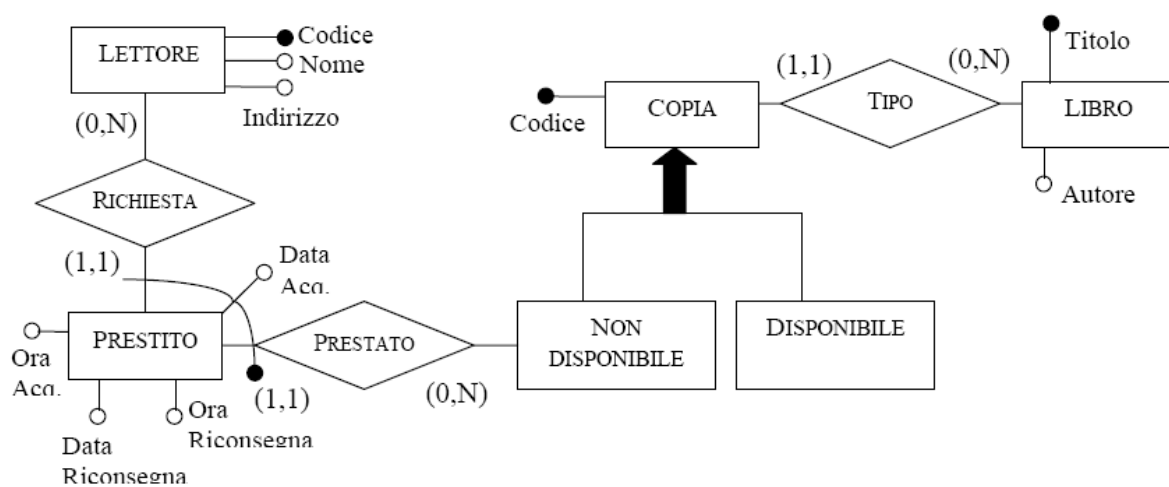 LETTORE
Codice
Nome
Indirizzo
(0,N)
RICHIESTA
(1,1)
Data
Acq.
PRESTITO
Ora
Acq.
Data
Riconsegna
Ora
Riconsegna
(1,1)
PRESTATO
(0,N)
Codice
COPIA
(1,1)
TIPO
(0,N)
Titolo
LIBRO
Autore
NON
DISPONIBILE
DISPONIBILE